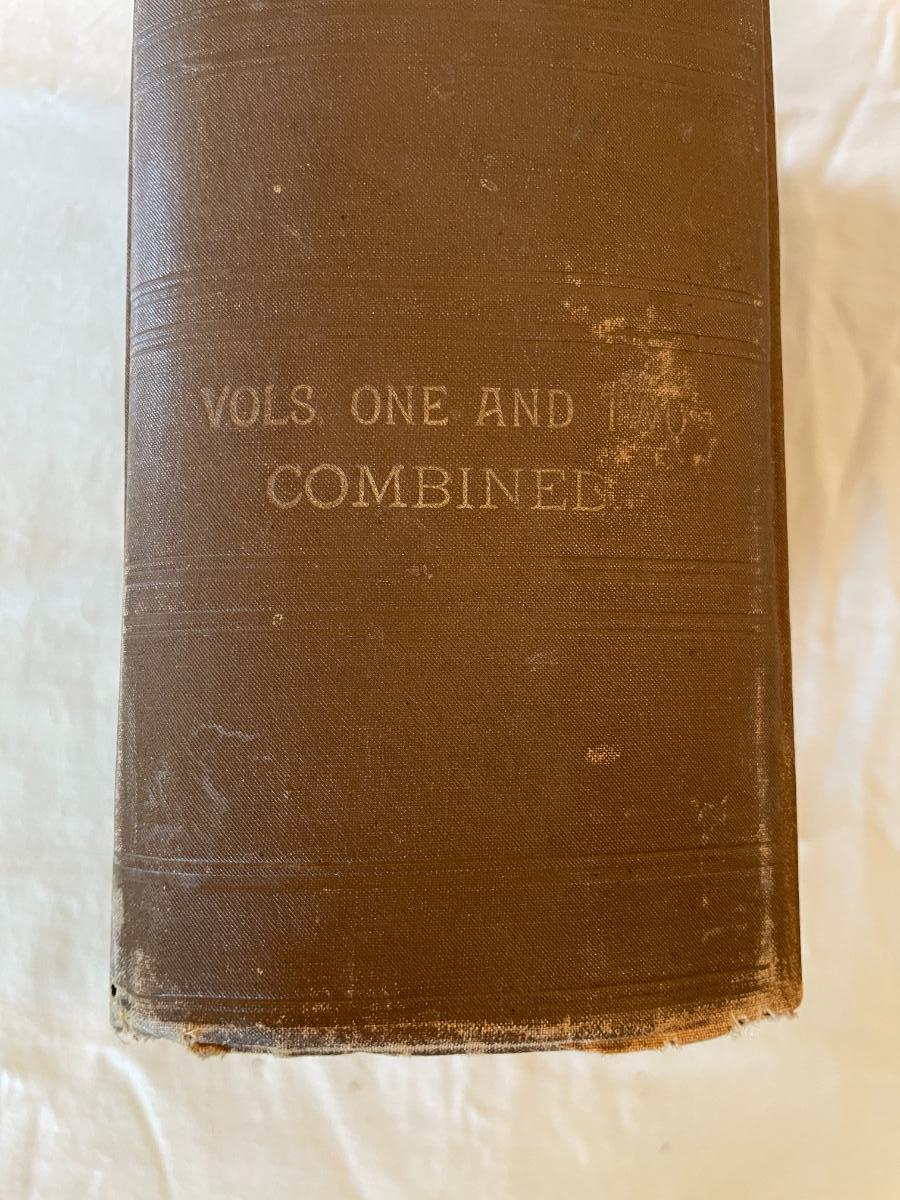 VOLS. ONE AND TWO
COMBINED.